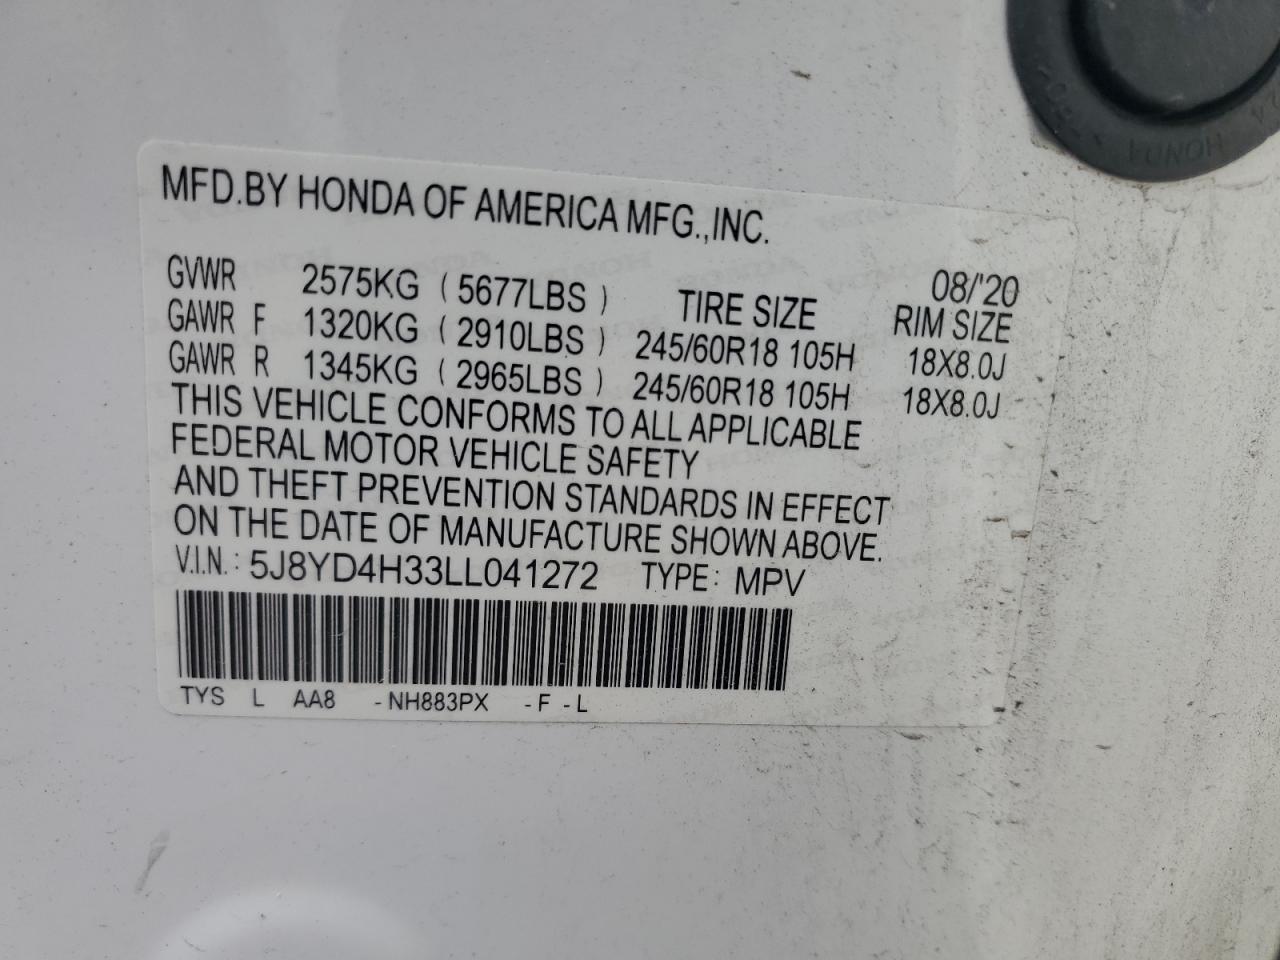 MFD.BY HONDA OF AMERICA MFG.,INC.
08/'20
GVWR 2575KG (5677LBS) TIRE SIZE RIM SIZE
GAWR F 1320KG (2910LBS) 245/60R18 105H 18X8.0J
GAWR R 1345KG (2965LBS) 245/60R18 105H 18X8.0J
THIS VEHICLE CONFORMS TO ALL APPLICABLE
FEDERAL MOTOR VEHICLE SAFETY
AND THEFT PREVENTION STANDARDS IN EFFECT
ON THE DATE OF MANUFACTURE SHOWN ABOVE.
V.I.N.: 5J8YD4H33LL041272 TYPE: MPV
TYS L AA8 -NH883PX -F -L
HONDA